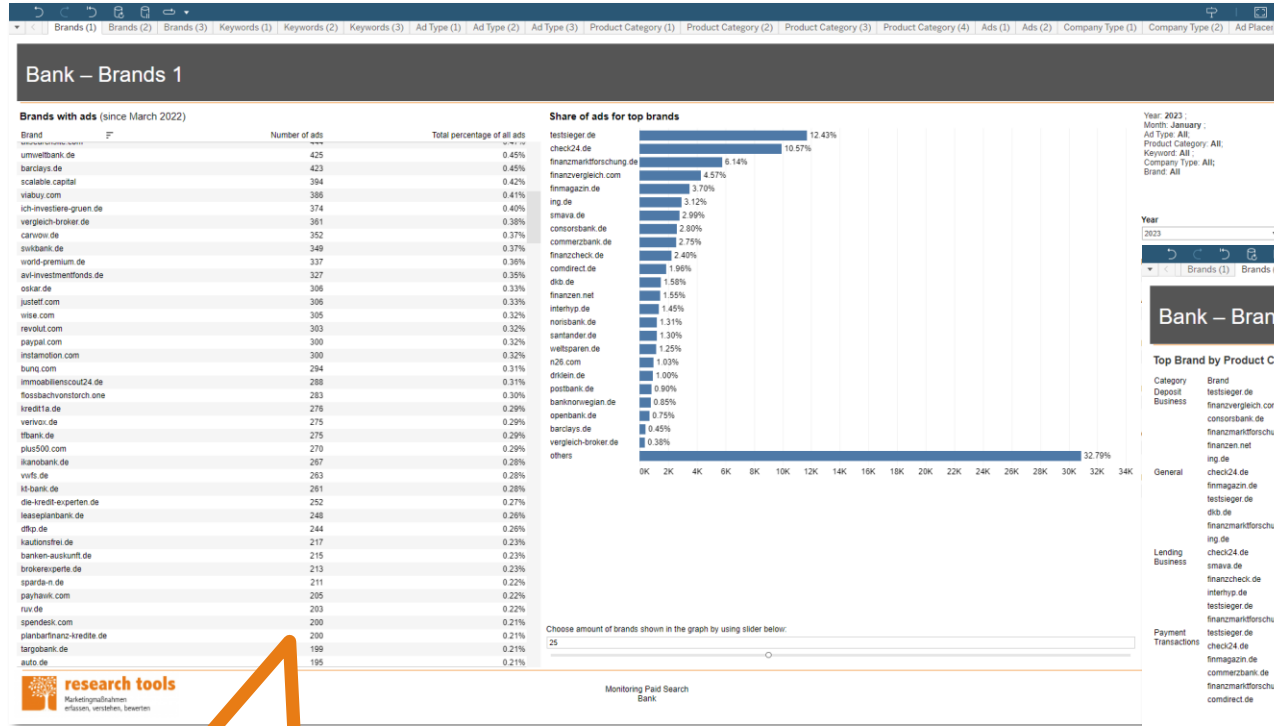 Brands (1) Brands (2) Brands (3) Keywords (1) Keywords (2) Keywords (3) Ad Type (1) Ad Type (2) Ad Type (3) Product Category (1) Product Category (2) Product Category (3) Product Category (4) Ads (1) Ads (2) Company Type (1) Company Type (2) Ad Placem
Bank – Brands 1
Brands with ads (since March 2022)
Brand Number of ads Total percentage of all ads
umweltbank.de 425 0.45%
barclays.de 423 0.45%
scalable.capital 394 0.42%
viabuy.com 386 0.41%
ich-investiere-gruen.de 374 0.40%
vergleich-broker.de 361 0.38%
carwow.de 352 0.37%
swkbank.de 349 0.37%
world-premium.de 337 0.36%
avl-investmentfonds.de 327 0.35%
oskar.de 306 0.33%
justetf.com 306 0.33%
wise.com 305 0.32%
revolut.com 303 0.32%
paypal.com 300 0.32%
instamotion.com 300 0.32%
bunq.com 294 0.31%
immoabilienscout24.de 288 0.31%
flossbachvonstorch.one 283 0.30%
kredit1a.de 276 0.29%
verivox.de 275 0.29%
tfbank.de 275 0.29%
plus500.com 270 0.29%
ikanobank.de 267 0.28%
vwfs.de 263 0.28%
kt-bank.de 261 0.28%
die-kredit-experten.de 252 0.27%
leaseplanbank.de 248 0.26%
dfkp.de 244 0.26%
kautionsfrei.de 217 0.23%
banken-auskunft.de 215 0.23%
brokerexperte.de 213 0.23%
sparda-n.de 211 0.22%
payhawk.com 205 0.22%
ruv.de 203 0.22%
spendesk.com 200 0.21%
planbarfinanz-kredite.de 200 0.21%
targobank.de 199 0.21%
auto.de 195 0.21%
Share of ads for top brands
testsieger.de 12.43%
check24.de 10.57%
finanzmarktforschung.de 6.14%
finanzvergleich.com 4.57%
finmagazin.de 3.70%
ing.de 3.12%
smava.de 2.99%
consorsbank.de 2.80%
commerzbank.de 2.75%
finanzcheck.de 2.40%
comdirect.de 1.96%
dkb.de 1.58%
finanzen.net 1.55%
interhyp.de 1.45%
norisbank.de 1.31%
santander.de 1.30%
weltsparen.de 1.25%
n26.com 1.03%
drklein.de 1.00%
postbank.de 0.90%
banknorwegian.de 0.85%
openbank.de 0.75%
barclays.de 0.45%
vergleich-broker.de 0.38%
others 32.79%
0K 2K 4K 6K 8K 10K 12K 14K 16K 18K 20K 22K 24K 26K 28K 30K 32K 34K
Choose amount of brands shown in the graph by using slider below:
25
Year: 2023 ;
Month: January ;
Ad Type: All;
Product Category: All;
Keyword: All ;
Company Type: All;
Brand: All
Year
2023
Brands (1) Brands
Bank – Bran
Top Brand by Product C
Category Brand
Deposit testsieger.de
Business finanzvergleich.com
consorsbank.de
finanzmarktforschu
finanzen.net
ing.de
General check24.de
finmagazin.de
testsieger.de
dkb.de
finanzmarktforschu
ing.de
Lending check24.de
Business smava.de
finanzcheck.de
interhyp.de
testsieger.de
finanzmarktforschu
Payment testsieger.de
Transactions check24.de
finmagazin.de
commerzbank.de
finanzmarktforschu
comdirect.de
research tools
Marketingmaßnahmen
erfassen, verstehen, bewerten
Monitoring Paid Search
Bank